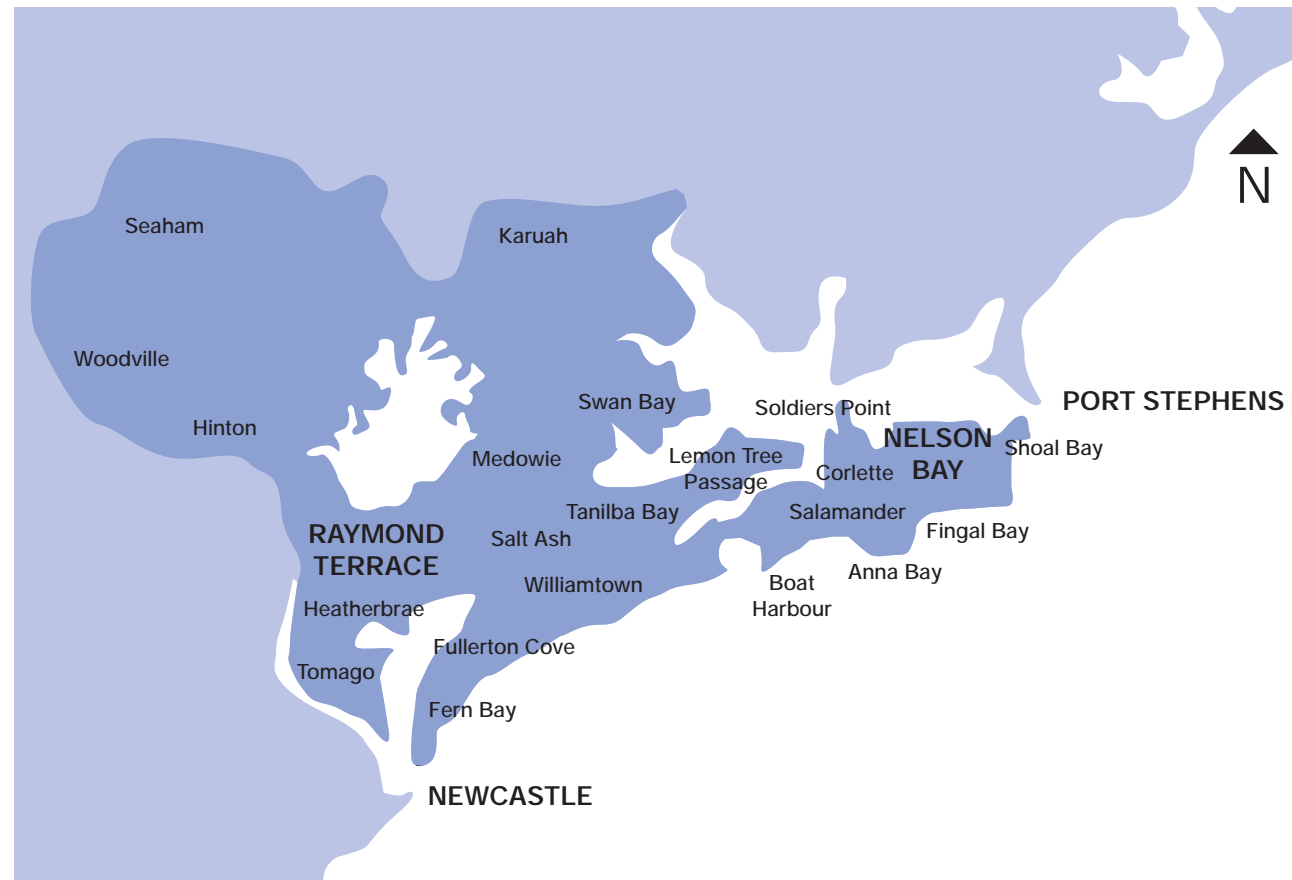 N
Seaham
Karuah
Woodville
Swan Bay
Soldiers Point
PORT STEPHENS
Hinton
NELSON
BAY
Shoal Bay
Medowie
Lemon Tree
Passage
Corlette
Tanilba Bay
Salamander
RAYMOND
TERRACE
Salt Ash
Fingal Bay
Williamtown
Boat
Harbour
Anna Bay
Heatherbrae
Fullerton Cove
Tomago
Fern Bay
NEWCASTLE